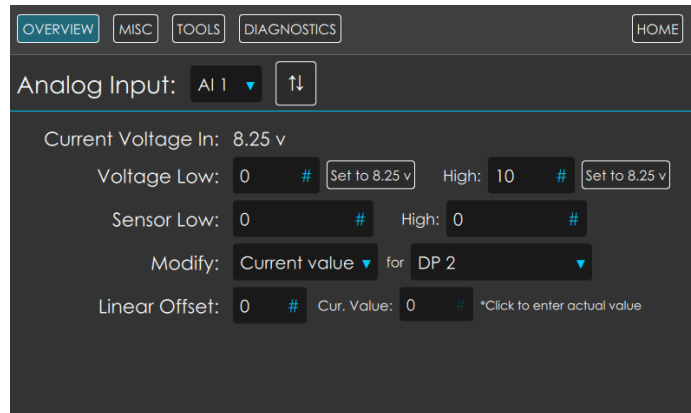 OVERVIEW MISC TOOLS DIAGNOSTICS HOME
Analog Input: AI 1
Current Voltage In: 8.25 v
Voltage Low: 0 # Set to 8.25 v High: 10 # Set to 8.25 v
Sensor Low: 0 # High: 0 #
Modify: Current value for DP 2
Linear Offset: 0 # Cur. Value: 0 # *Click to enter actual value